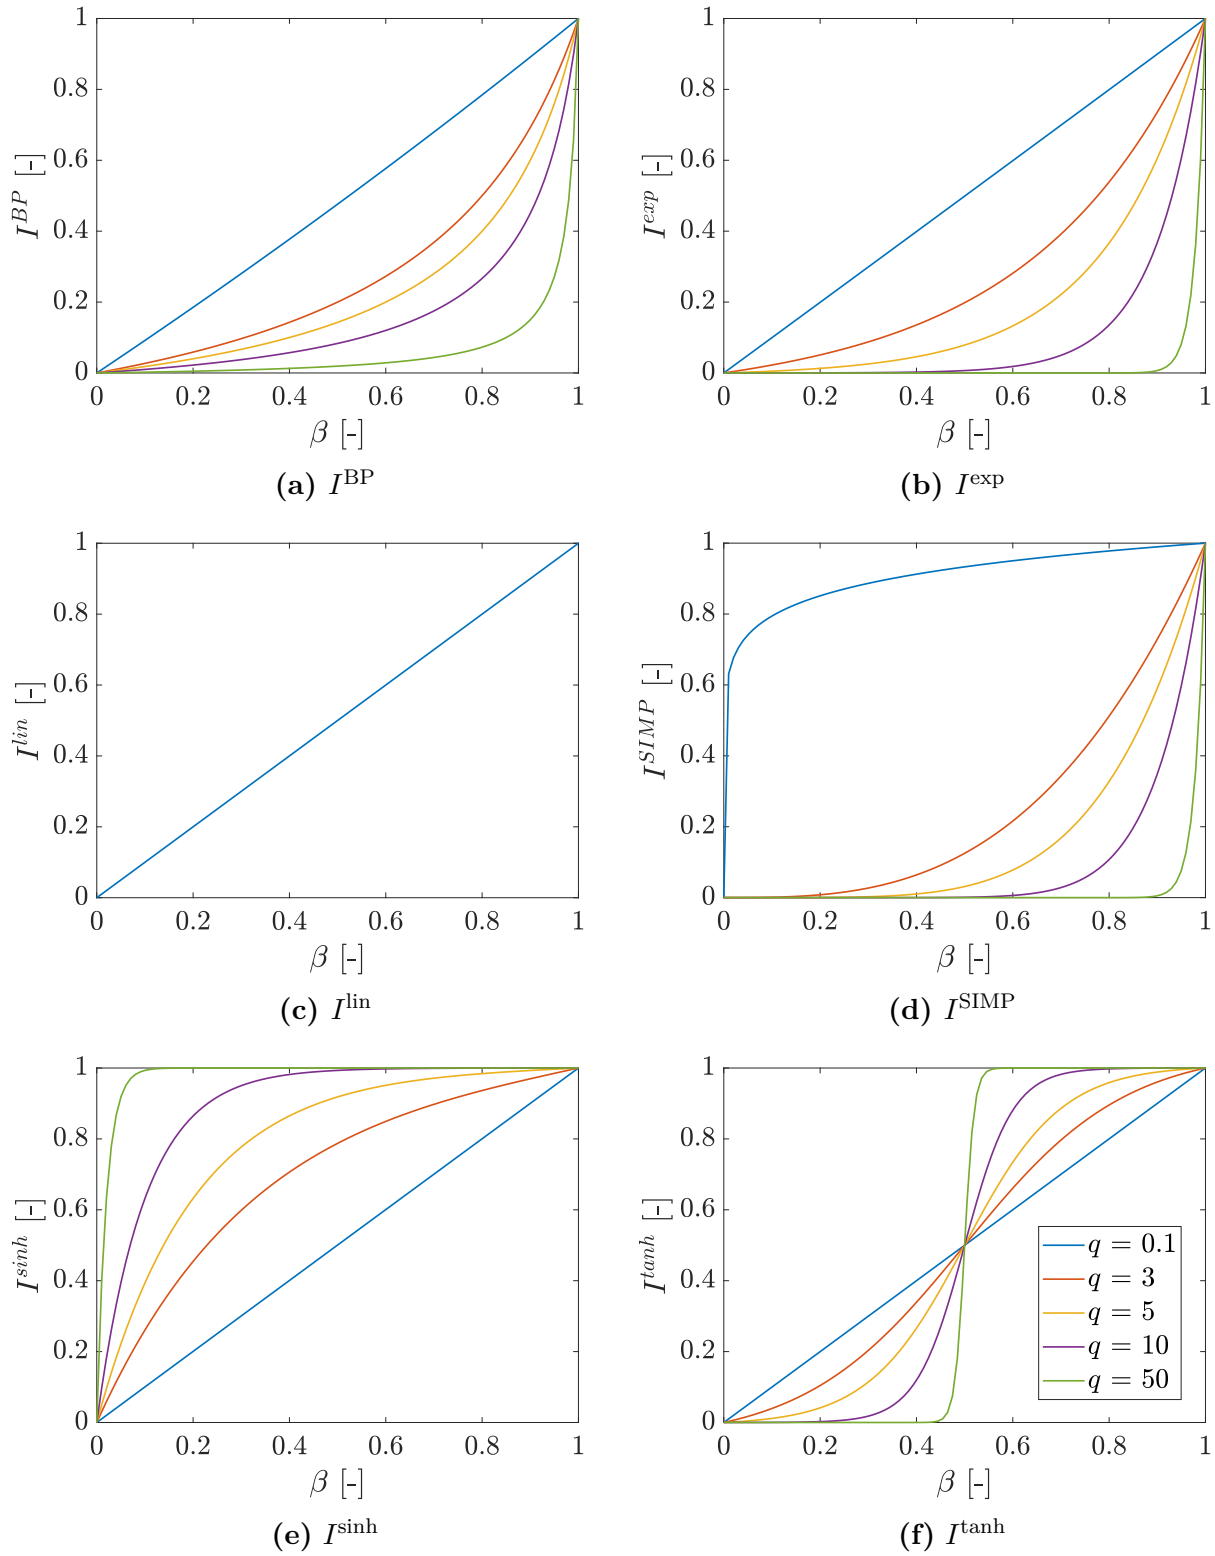 1
0.8
0.6
0.4
0.2
0
I^{BP} [-]
0 0.2 0.4 0.6 0.8 1
β [-]
(a) I^{BP}
1
0.8
0.6
0.4
0.2
0
I^{exp} [-]
0 0.2 0.4 0.6 0.8 1
β [-]
(b) I^{exp}
1
0.8
0.6
0.4
0.2
0
I^{lin} [-]
0 0.2 0.4 0.6 0.8 1
β [-]
(c) I^{lin}
1
0.8
0.6
0.4
0.2
0
I^{SIMP} [-]
0 0.2 0.4 0.6 0.8 1
β [-]
(d) I^{SIMP}
1
0.8
0.6
0.4
0.2
0
I^{sinh} [-]
0 0.2 0.4 0.6 0.8 1
β [-]
(e) I^{sinh}
1
0.8
0.6
0.4
0.2
0
I^{tanh} [-]
q = 0.1
q = 3
q = 5
q = 10
q = 50
0 0.2 0.4 0.6 0.8 1
β [-]
(f) I^{tanh}